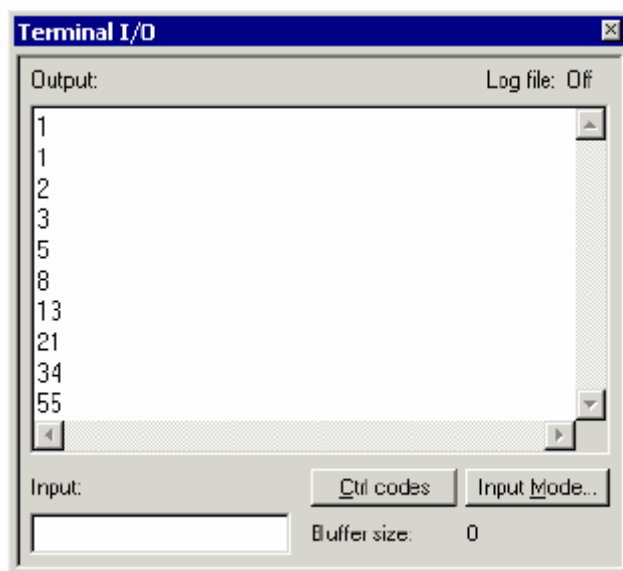 Terminal I/O
Output: Log file: Off
1
1
2
3
5
8
13
21
34
55
Input: Ctrl codes Input Mode...
Buffer size: 0